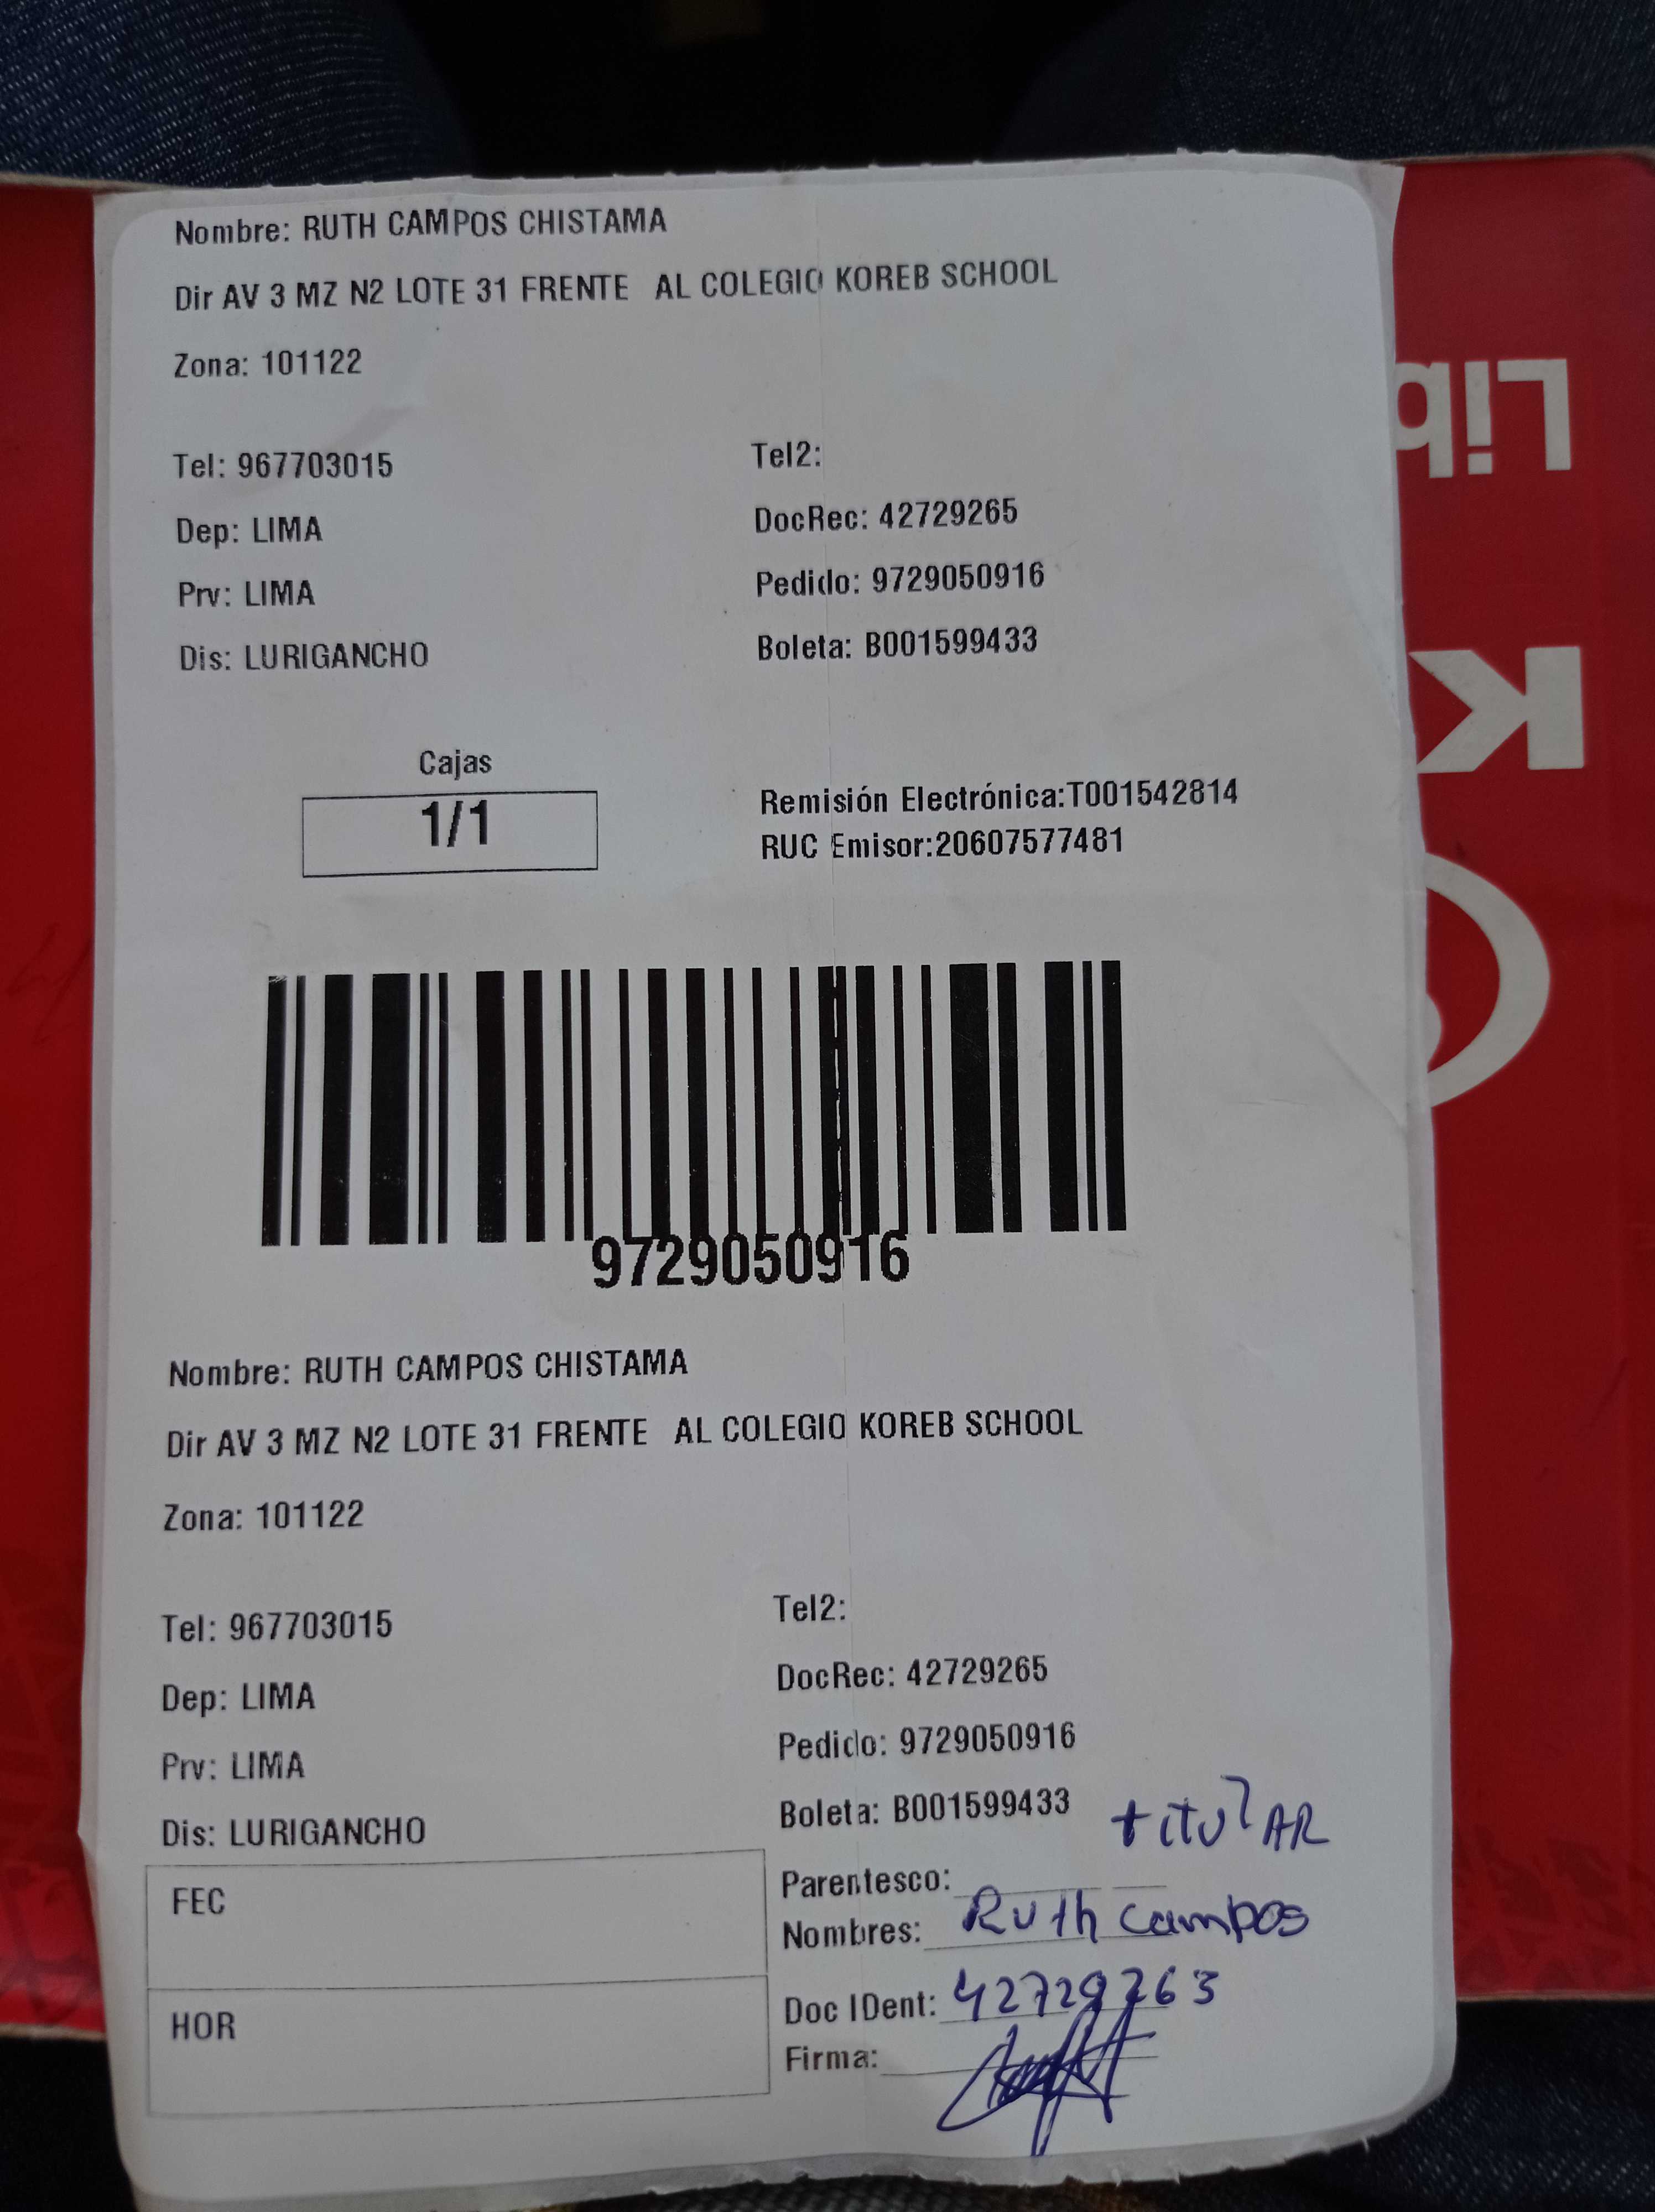 Nombre: RUTH CAMPOS CHISTAMA
Dir AV 3 MZ N2 LOTE 31 FRENTE AL COLEGIO KOREB SCHOOL
Zona: 101122
Tel: 967703015
Tel2:
Dep: LIMA
DocRec: 42729265
Prv: LIMA
Pedido: 9729050916
Dis: LURIGANCHO
Boleta: B001599433
Cajas
1/1
Remisión Electrónica:T001542814
RUC Emisor:20607577481
9729050916
Nombre: RUTH CAMPOS CHISTAMA
Dir AV 3 MZ N2 LOTE 31 FRENTE AL COLEGIO KOREB SCHOOL
Zona: 101122
Tel: 967703015
Tel2:
Dep: LIMA
DocRec: 42729265
Prv: LIMA
Pedido: 9729050916
Dis: LURIGANCHO
Boleta: B001599433
FEC
HOR
Parentesco: titulAR
Nombres: Ruth campos
Doc IDent: 42729263
Firma:
Lib
K